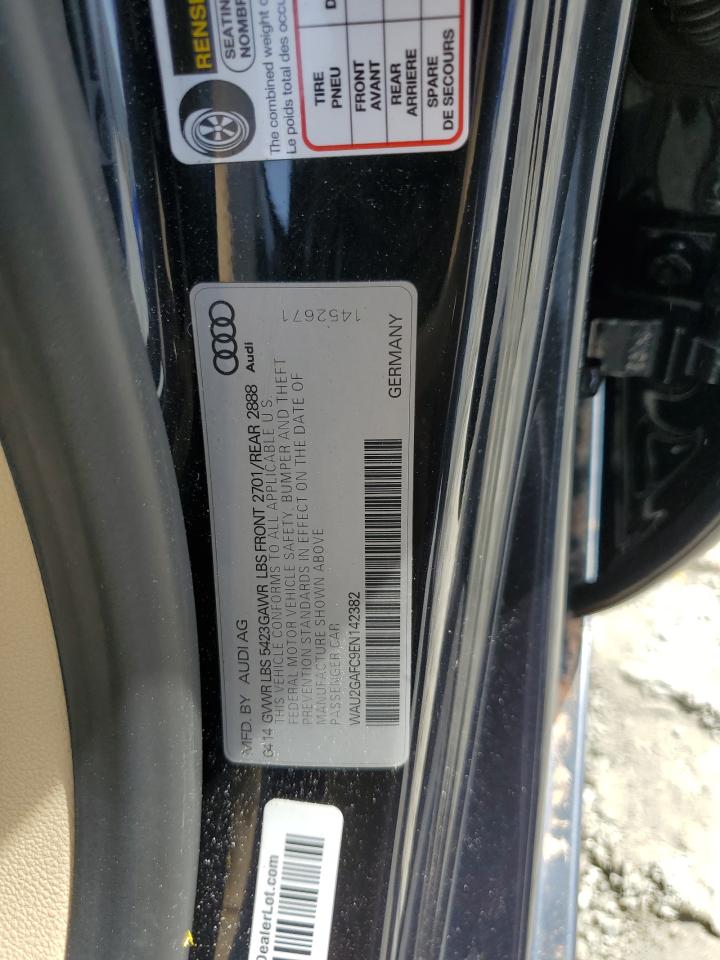 RENSE
SEATIN
NOMBR
The combined weight o
Le poids total des occu
TIRE
PNEU
FRONT
AVANT
REAR
ARRIERE
SPARE
DE SECOURS
D
Audi
1452671
MFD. BY AUDI AG
0414 GVWR LBS 5423 GAWR LBS FRONT 2701/REAR 2888
THIS VEHICLE CONFORMS TO ALL APPLICABLE U.S.
FEDERAL MOTOR VEHICLE SAFETY, BUMPER AND THEFT
PREVENTION STANDARDS IN EFFECT ON THE DATE OF
MANUFACTURE SHOWN ABOVE
PASSENGER CAR
WAU2GAFC9EN142382
GERMANY
DealerLot.com